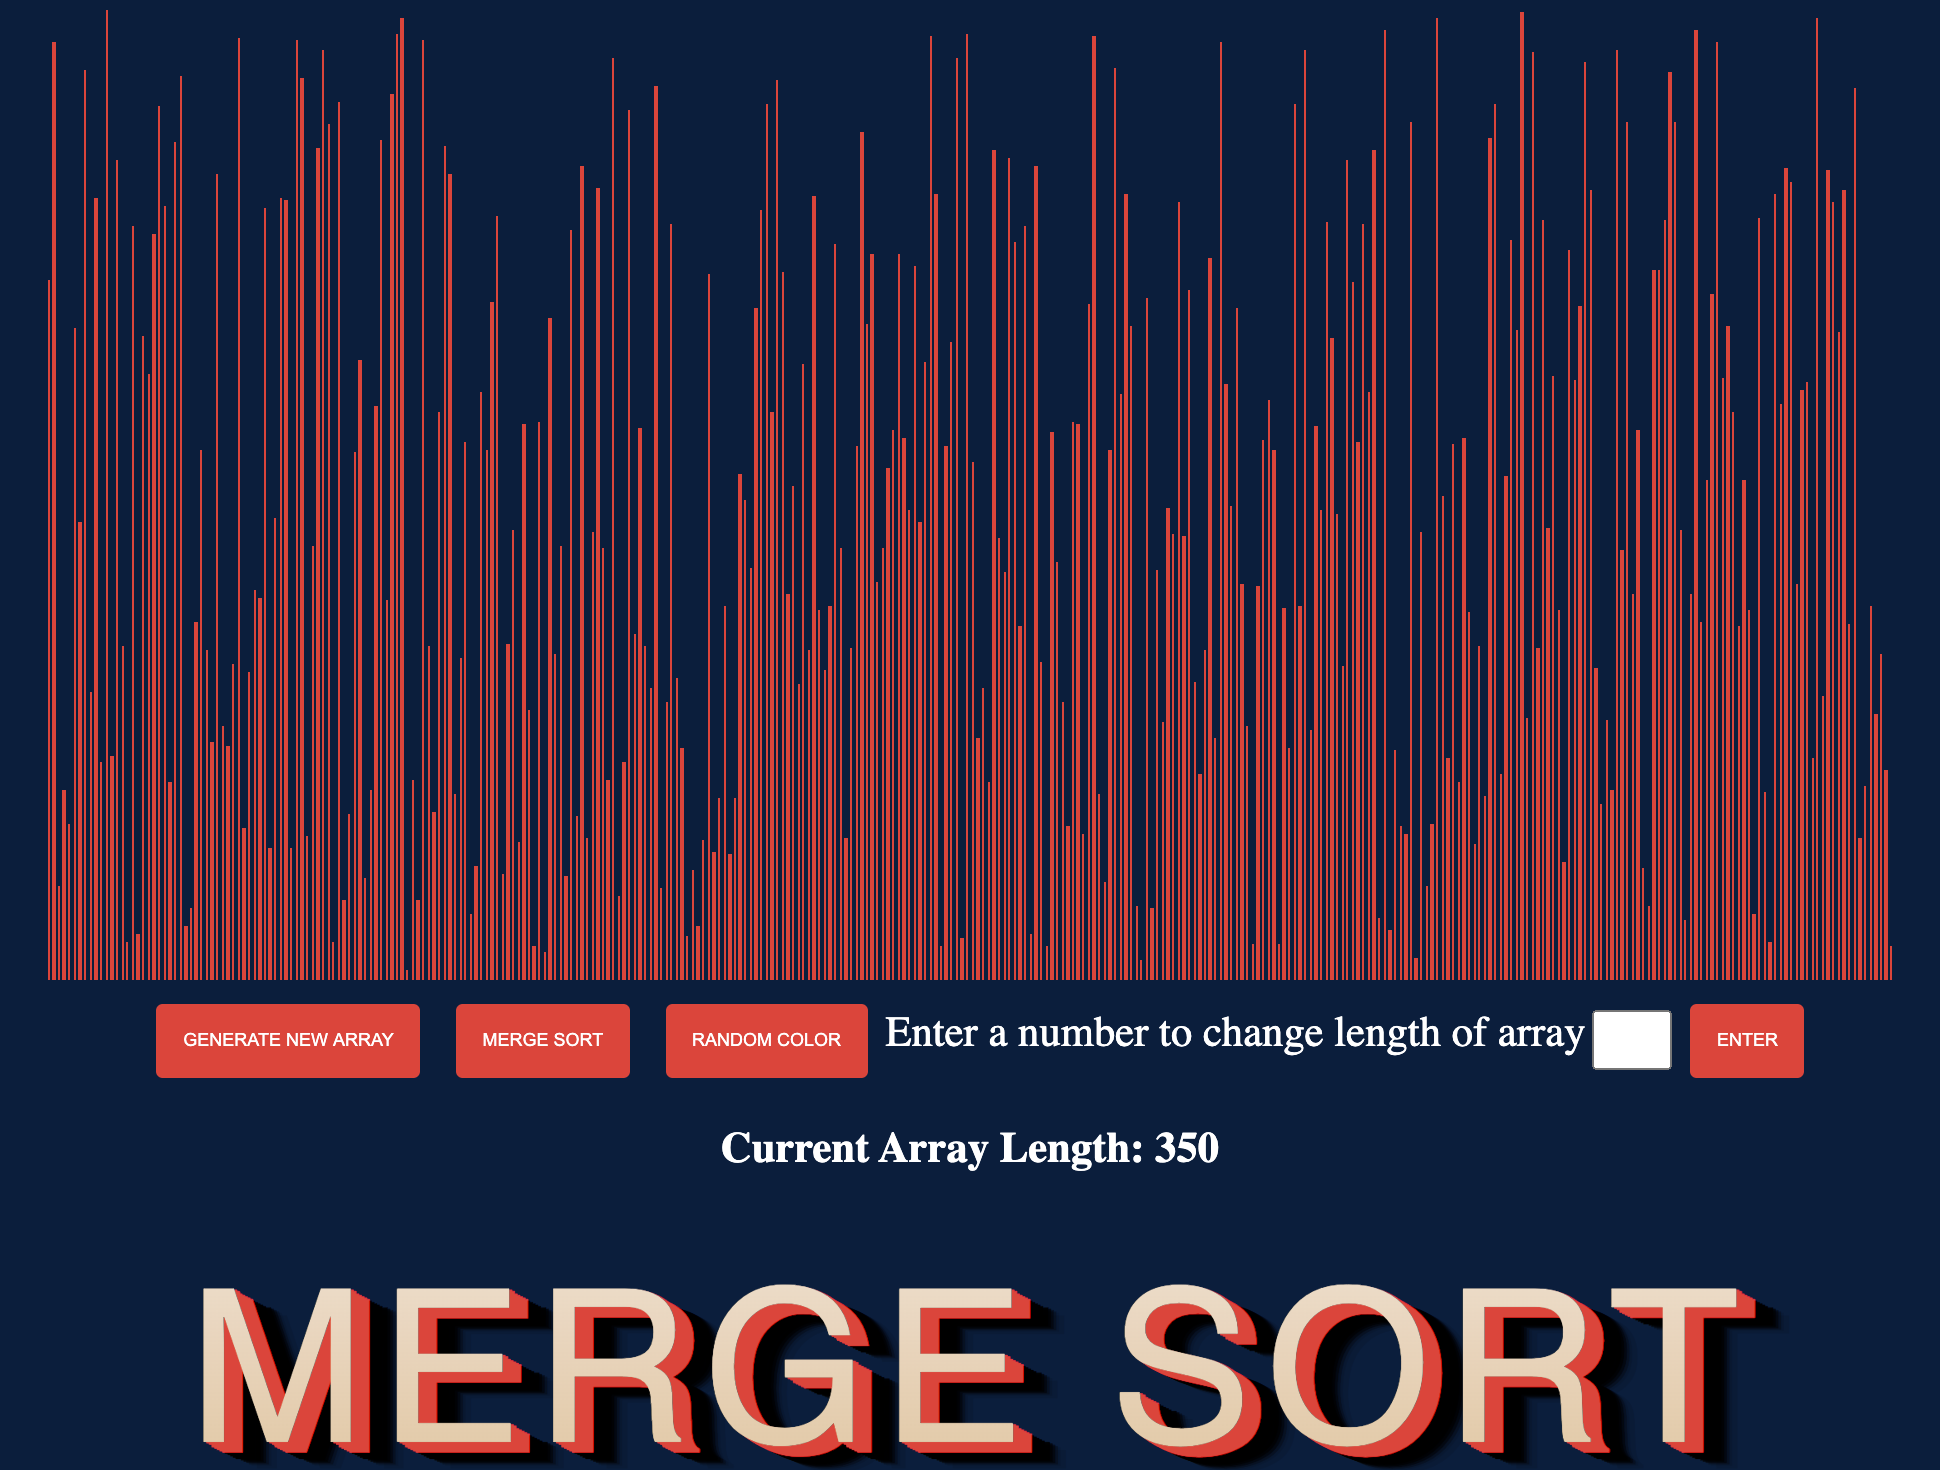 GENERATE NEW ARRAY MERGE SORT RANDOM COLOR Enter a number to change length of array ENTER
Current Array Length: 350
MERGE SORT